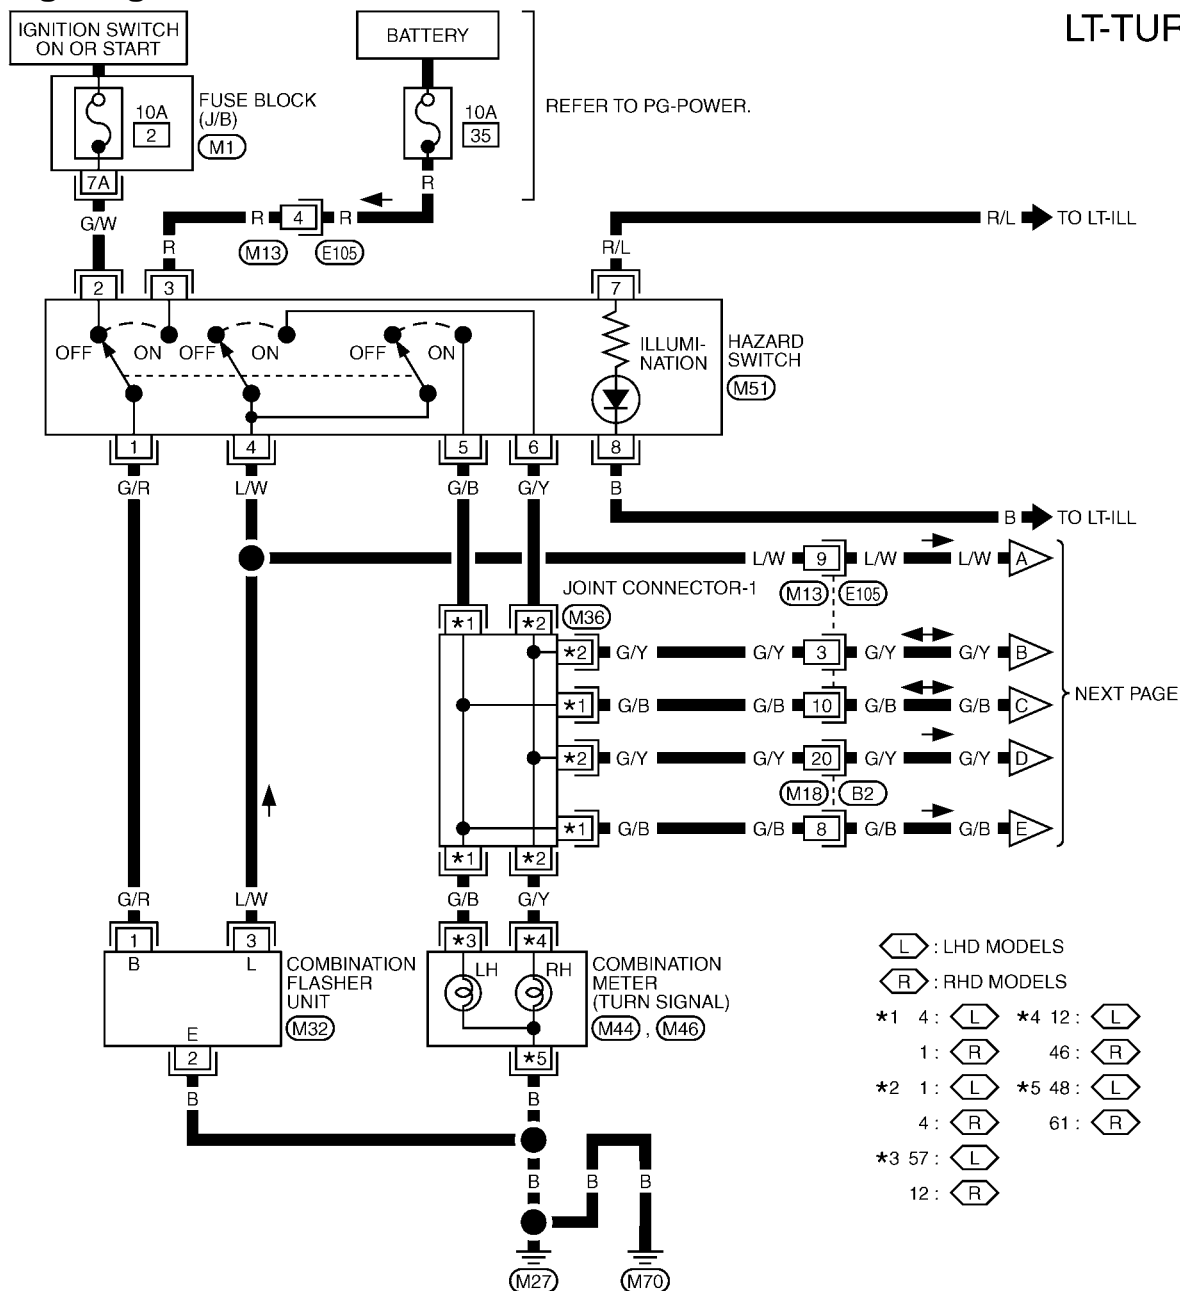 LT-TUR
IGNITION SWITCH
ON OR START
BATTERY
FUSE BLOCK
(J/B)
M1
10A
2
10A
35
REFER TO PG-POWER.
7A
R
G/W
R 4 R
M13 E105
R
R/L TO LT-ILL
R/L
2 3 7
OFF ON OFF ON OFF ON
ILLUMI-
NATION
HAZARD
SWITCH
M51
1 4 5 6 8
G/R L/W G/B G/Y B
B TO LT-ILL
L/W 9 L/W L/W A
M13 E105
JOINT CONNECTOR-1
M36
*1 *2
*2 G/Y G/Y 3 G/Y G/Y B
*1 G/B G/B 10 G/B G/B C
NEXT PAGE
*2 G/Y G/Y 20 G/Y G/Y D
M18 B2
*1 G/B G/B 8 G/B G/B E
*1 *2
G/R L/W G/B G/Y
1 3 *3 *4
B L
E
2
COMBINATION
FLASHER
UNIT
M32
LH RH
COMBINATION
METER
(TURN SIGNAL)
M44 , M46
*5
B B
B B B
M27 M70
L : LHD MODELS
R : RHD MODELS
*1 4 : L *4 12 : L
1 : R 46 : R
*2 1 : L *5 48 : L
4 : R 61 : R
*3 57 : L
12 : R